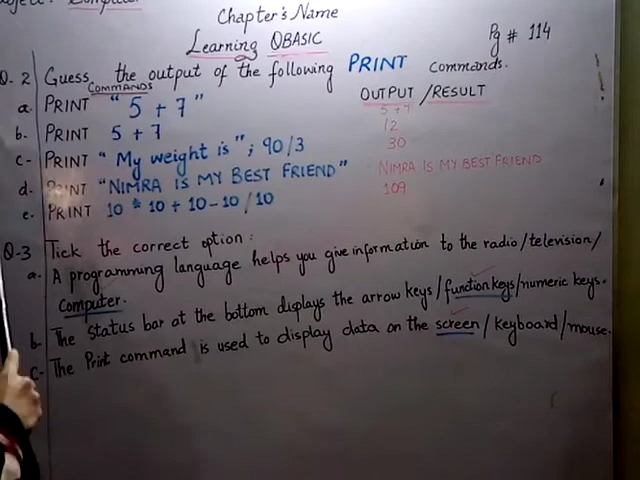 Subject: Computer
Chapter's Name
Learning QBASIC
Pg # 114
Q. 2 Guess the output of the following PRINT Commands.
COMMANDS OUTPUT / RESULT
a. PRINT " 5 + 7 " 5 + 7
b. PRINT 5 + 7 12
c- PRINT " My weight is " ; 90/3 30
d. PRINT "NIMRA IS MY BEST FRIEND" NIMRA IS MY BEST FRIEND
e. PRINT 10 * 10 + 10 - 10 / 10 109
Q-3 Tick the correct option :
a. A programming language helps you give information to the radio/television/
Computer.
b. The Status bar at the bottom displays the arrow keys/function keys/numeric keys.
c- The Print command is used to display data on the screen/keyboard/mouse.